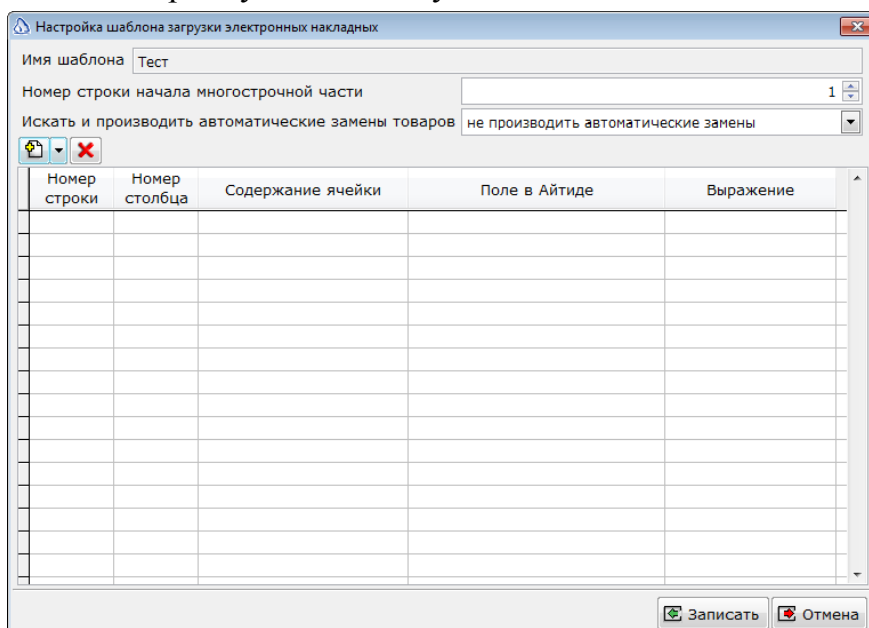 Настройка шаблона загрузки электронных накладных
Имя шаблона Тест
Номер строки начала многострочной части 1
Искать и производить автоматические замены товаров не производить автоматические замены
Номер строки Номер столбца Содержание ячейки Поле в Айтиде Выражение
Записать Отмена